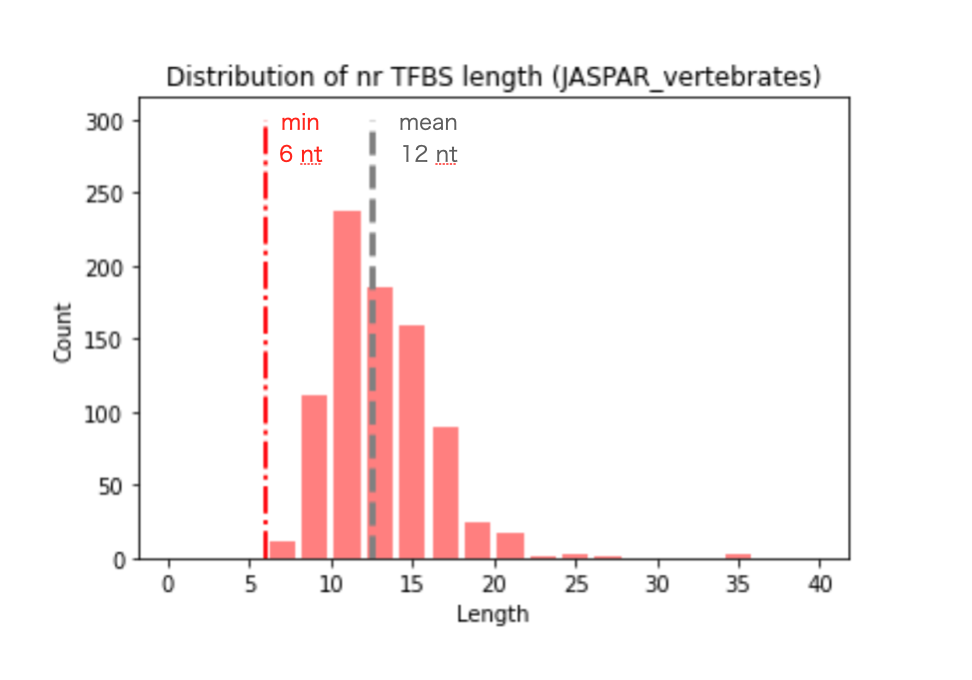 Distribution of nr TFBS length (JASPAR_vertebrates)
min
6 nt
mean
12 nt
300
250
200
150
100
50
0
Count
0 5 10 15 20 25 30 35 40
Length